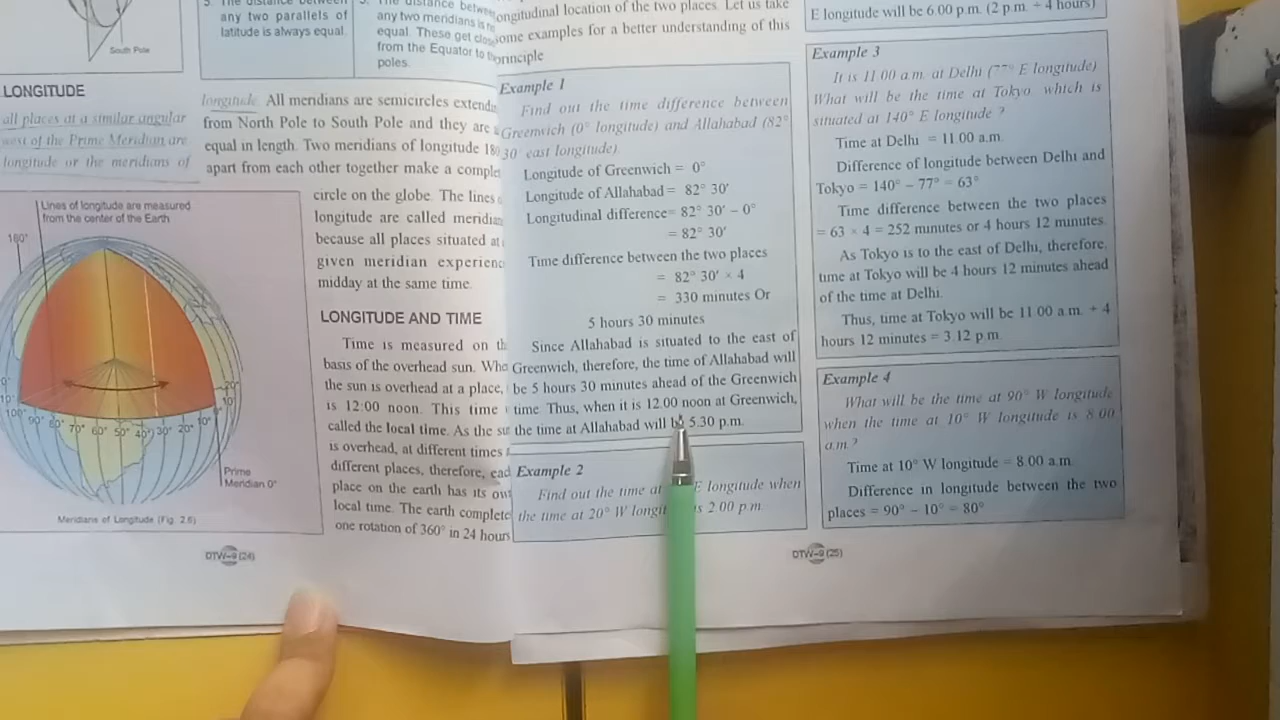 South Pole
any two parallels of
latitude is always equal.
any two meridians is
equal. These get
from the Equator to
poles.
LONGITUDE
all places at a similar angular
west of the Prime Meridian are
longitude or the meridians of
longitude. All meridians are semicircles
from North Pole to South Pole and they are
equal in length. Two meridians of longitude
apart from each other together make a
circle on the globe. The lines
longitude are called
because all places situated at
given meridian
midday at the same time.
Lines of longitude are measured
from the center of the Earth
180°
100° 90° 80° 70° 60° 50° 40° 30° 20° 10°
10°
20°
Prime
Meridian 0°
Meridians of Longitude (Fig. 2.6)
LONGITUDE AND TIME
Time is measured on
basis of the overhead sun.
the sun is overhead at a place,
is 12:00 noon. This time
called the local time. As the
is overhead, at different times
different places, therefore,
place on the earth has its
local time. The earth
one rotation of 360° in 24 hours
DTW–9 (24)
longitudinal location of the two places. Let us take
some examples for a better understanding of this
principle
Example 1
Find out the time difference between
Greenwich (0° longitude) and Allahabad (82°
30′ east longitude).
Longitude of Greenwich = 0°
Longitude of Allahabad = 82° 30′
Longitudinal difference = 82° 30′ – 0°
= 82° 30′
Time difference between the two places
= 82° 30′ × 4
= 330 minutes Or
5 hours 30 minutes
Since Allahabad is situated to the east of
Greenwich, therefore, the time of Allahabad will
be 5 hours 30 minutes ahead of the Greenwich
time. Thus, when it is 12.00 noon at Greenwich,
the time at Allahabad will be 5.30 p.m.
Example 2
Find out the time at E longitude when
the time at 20° W is 2.00 p.m.
E longitude will be 6.00 p.m. (2 p.m. + 4 hours)
Example 3
It is 11.00 a.m. at Delhi (77° E longitude)
What will be the time at Tokyo which is
situated at 140° E longitude ?
Time at Delhi = 11.00 a.m.
Difference of longitude between Delhi and
Tokyo = 140° – 77° = 63°
Time difference between the two places
= 63 × 4 = 252 minutes or 4 hours 12 minutes.
As Tokyo is to the east of Delhi, therefore,
time at Tokyo will be 4 hours 12 minutes ahead
of the time at Delhi.
Thus, time at Tokyo will be 11.00 a.m. + 4
hours 12 minutes = 3.12 p.m.
Example 4
What will be the time at 90° W longitude
when the time at 10° W longitude is 8.00
a.m.?
Time at 10° W longitude = 8.00 a.m.
Difference in longitude between the two
places = 90° – 10° = 80°
DTW–9 (25)